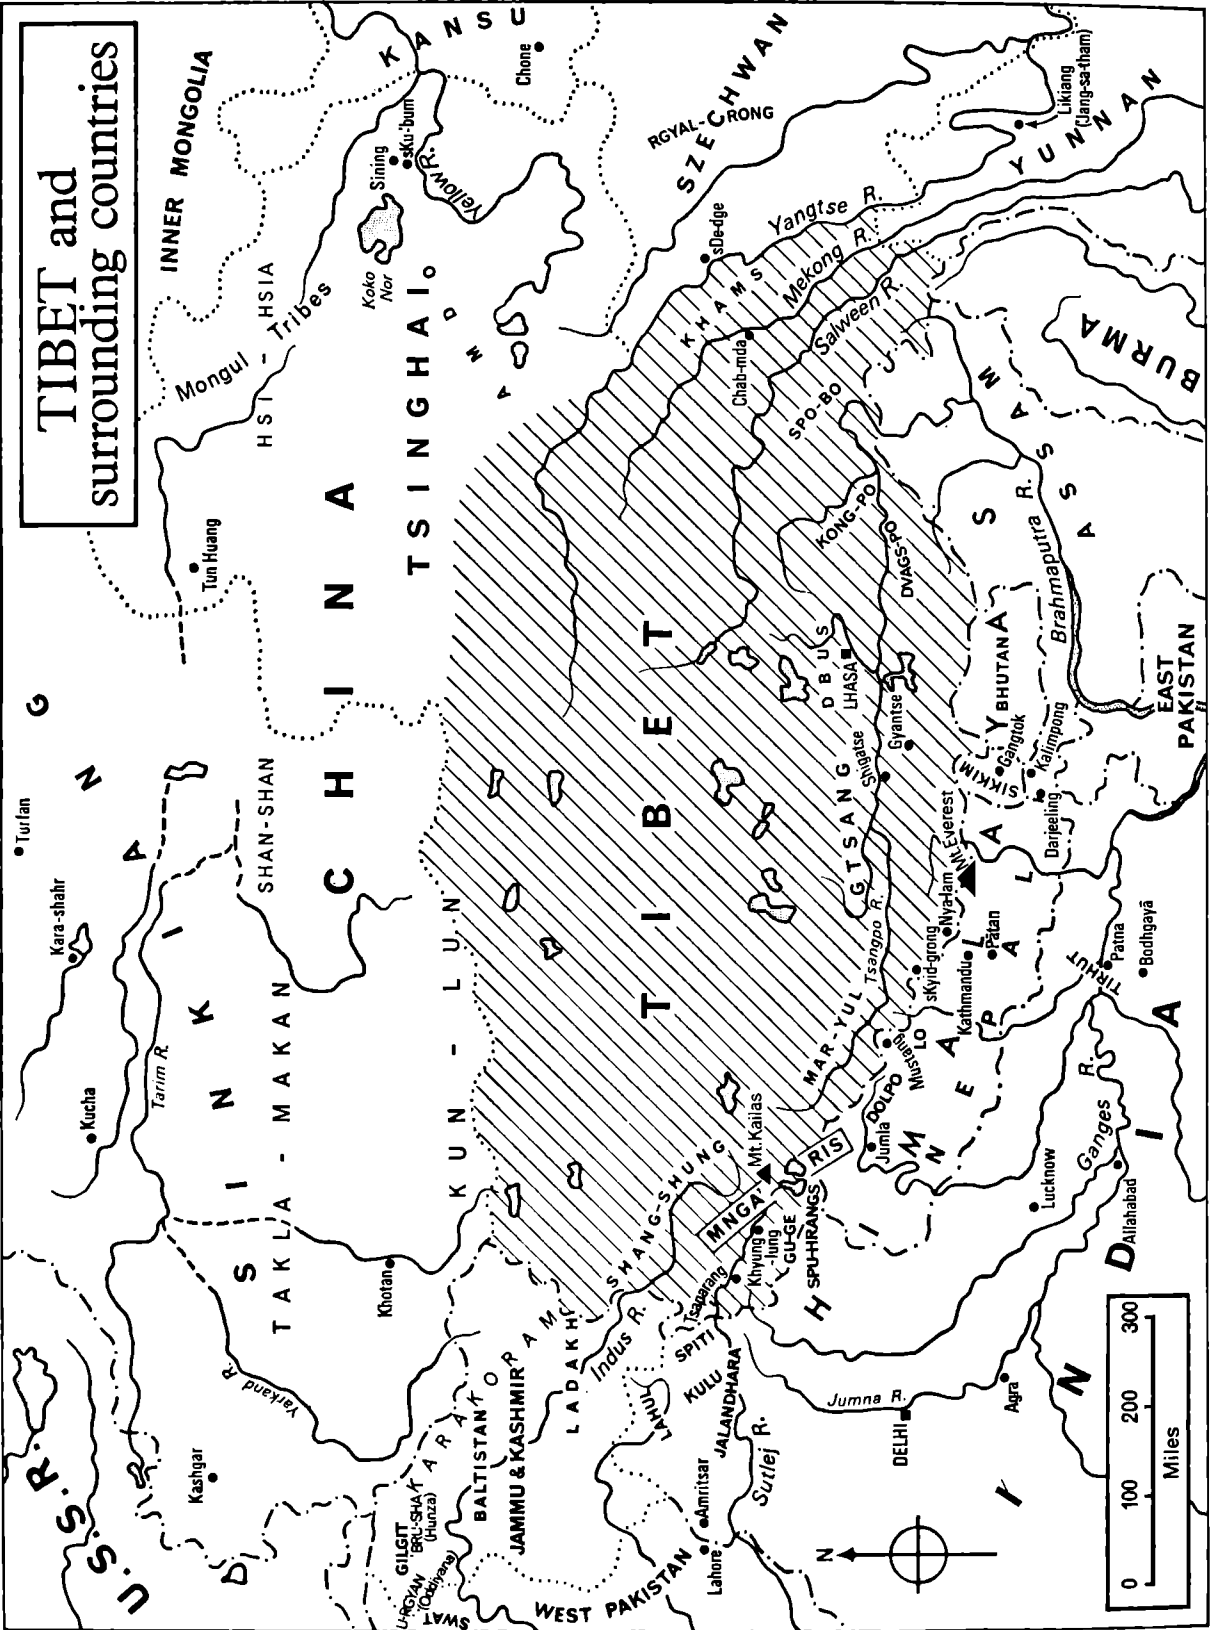 TIBET and
surrounding countries
INNER MONGOLIA
KANSU
Chone
Sining
sKu-'bum
Yellow R.
Koko
Nor
Mongul Tribes
HSI - HSIA
Tun Huang
CHINA
TSINGHAI
AMDO
SZECHWAN
RGYAL-RONG
Likiang
(Jang-sa-tham)
YUNNAN
sDe-dge
Yangtse R.
Mekong R.
Salween R.
KHAMS
Chab-mda
SPO-BO
KONG-PO
DVAGS-PO
BURMA
ASSAM
Brahmaputra R.
BHUTAN
EAST
PAKISTAN
TIBET
DBUS
LHASA
Gyantse
Shigatse
GTSANG
Tsangpo R.
SIKKIM
Gangtok
Kalimpong
Darjeeling
Mt.Everest
Nya-lam
sKyid-grong
Kathmandu
Pātan
NEPAL
HIMALAYAS
Mustang
LO
DOLPO
Jumla
MAR-YUL
TIRHUT
Patna
Bodhgayā
Ganges R.
Lucknow
Allahabad
INDIA
SINKIANG
Turfan
Kara-shahr
Kucha
Tarim R.
SHAN-SHAN
TAKLA - MAKAN
KUN - LUN
Khotan
Yarkand R.
Kashgar
U.S.S.R.
Mt.Kailas
MNGA' RIS
SHANG-SHUNG
Khyung
-lung
GU-GE
SPU-HRANGS
Tsaparang
SPITI
KULU
LAHUL
JALANDHARA
Indus R.
LADAKH
KARAKORAM
BALTISTAN
JAMMU & KASHMIR
GILGIT
BRU-SHA
(Hunza)
U-RGYAN
(Oddiyana)
SWAT
WEST PAKISTAN
Lahore
Amritsar
Sutlej R.
Jumna R.
DELHI
Agra
N
0 100 200 300
Miles